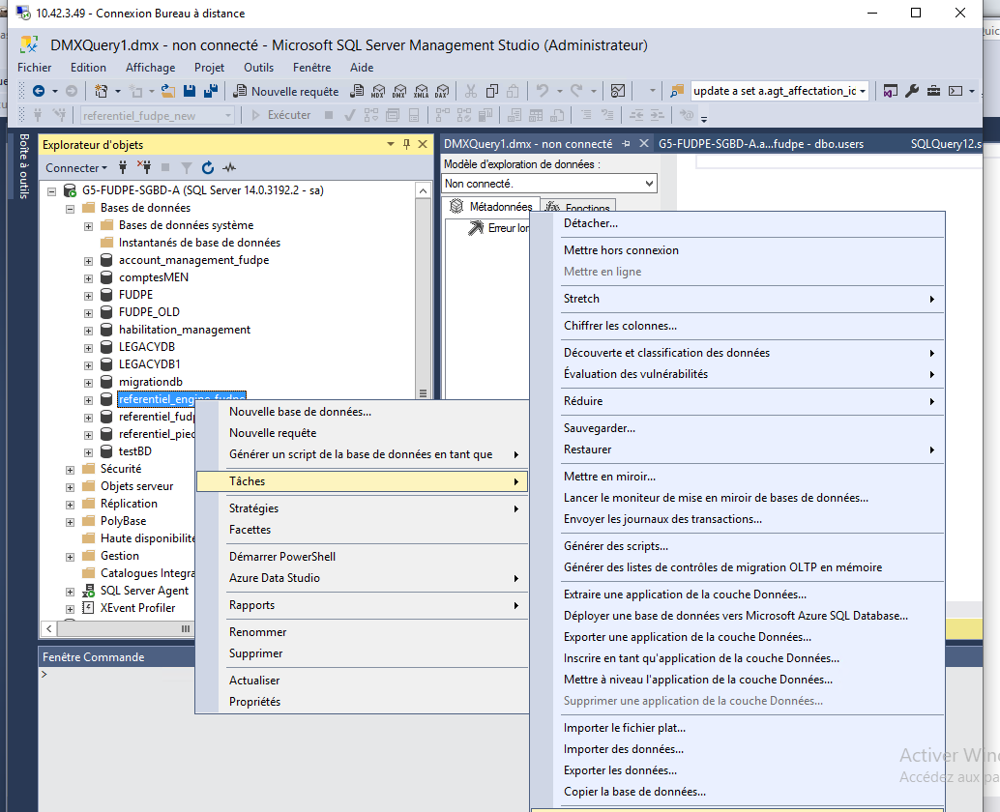 10.42.3.49 - Connexion Bureau à distance
DMXQuery1.dmx - non connecté - Microsoft SQL Server Management Studio (Administrateur)
Fichier Edition Affichage Projet Outils Fenêtre Aide
Nouvelle requête MDX DMX XMLA DAX update a set a.agt_affectation_ic
referentiel_fudpe_new Exécuter
Boîte à outils
Explorateur d'objets
Connecter
G5-FUDPE-SGBD-A (SQL Server 14.0.3192.2 - sa)
Bases de données
Bases de données système
Instantanés de base de données
account_management_fudpe
comptesMEN
FUDPE
FUDPE_OLD
habilitation_management
LEGACYDB
LEGACYDB1
migrationdb
referentiel_engine_fudpe
referentiel_fudp
referentiel_piec
testBD
Sécurité
Objets serveur
Réplication
PolyBase
Haute disponibilité
Gestion
Catalogues Integra
SQL Server Agent
XEvent Profiler
Fenêtre Commande
>
DMXQuery1.dmx - non connecté G5-FUDPE-SGBD-A.a...fudpe - dbo.users SQLQuery12.s
Modèle d'exploration de données :
Non connecté.
Métadonnées Fonctions
Erreur lor
Nouvelle base de données...
Nouvelle requête
Générer un script de la base de données en tant que
Tâches
Stratégies
Facettes
Démarrer PowerShell
Azure Data Studio
Rapports
Renommer
Supprimer
Actualiser
Propriétés
Détacher...
Mettre hors connexion
Mettre en ligne
Stretch
Chiffrer les colonnes...
Découverte et classification des données
Évaluation des vulnérabilités
Réduire
Sauvegarder...
Restaurer
Mettre en miroir...
Lancer le moniteur de mise en miroir de bases de données...
Envoyer les journaux des transactions...
Générer des scripts...
Générer des listes de contrôles de migration OLTP en mémoire
Extraire une application de la couche Données...
Déployer une base de données vers Microsoft Azure SQL Database...
Exporter une application de la couche Données...
Inscrire en tant qu'application de la couche Données...
Mettre à niveau l'application de la couche Données...
Supprimer une application de la couche Données...
Importer le fichier plat...
Importer des données...
Exporter les données...
Copier la base de données...
Activer Winc
Accédez aux pa